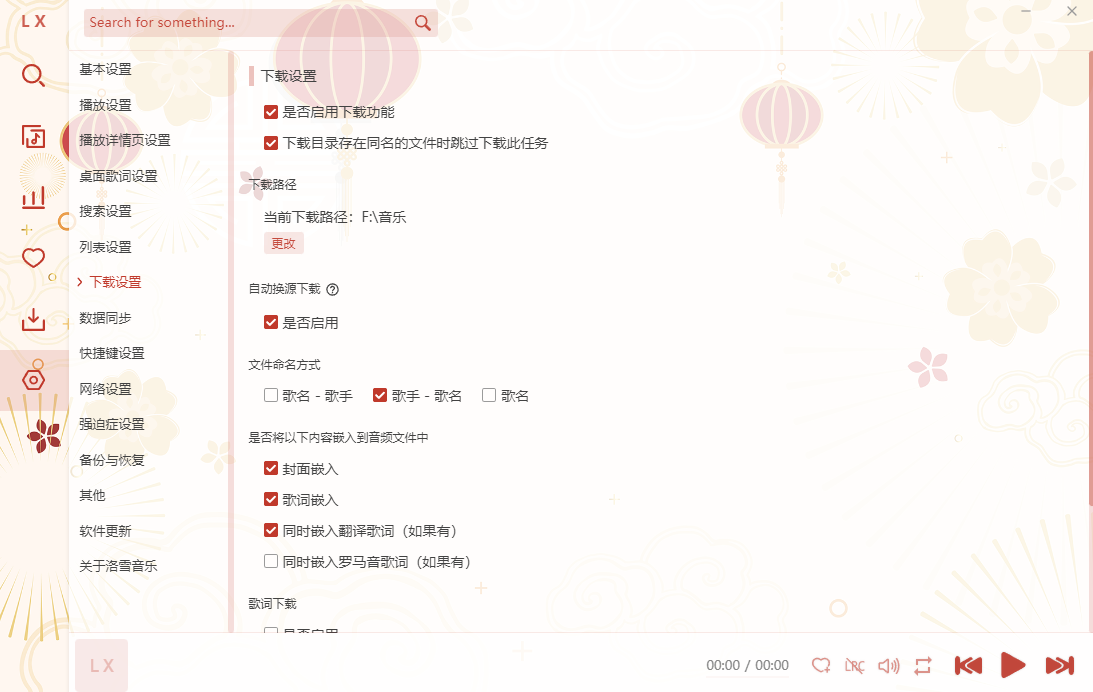 LX
Search for something...
基本设置
播放设置
播放详情页设置
桌面歌词设置
搜索设置
列表设置
下载设置
数据同步
快捷键设置
网络设置
强迫症设置
备份与恢复
其他
软件更新
关于洛雪音乐
下载设置
是否启用下载功能
下载目录存在同名的文件时跳过下载此任务
下载路径
当前下载路径：F:\音乐
更改
自动换源下载
是否启用
文件命名方式
歌名 - 歌手 歌手 - 歌名 歌名
是否将以下内容嵌入到音频文件中
封面嵌入
歌词嵌入
同时嵌入翻译歌词（如果有）
同时嵌入罗马音歌词（如果有）
歌词下载
是否启用
LX
00:00 / 00:00
LRC